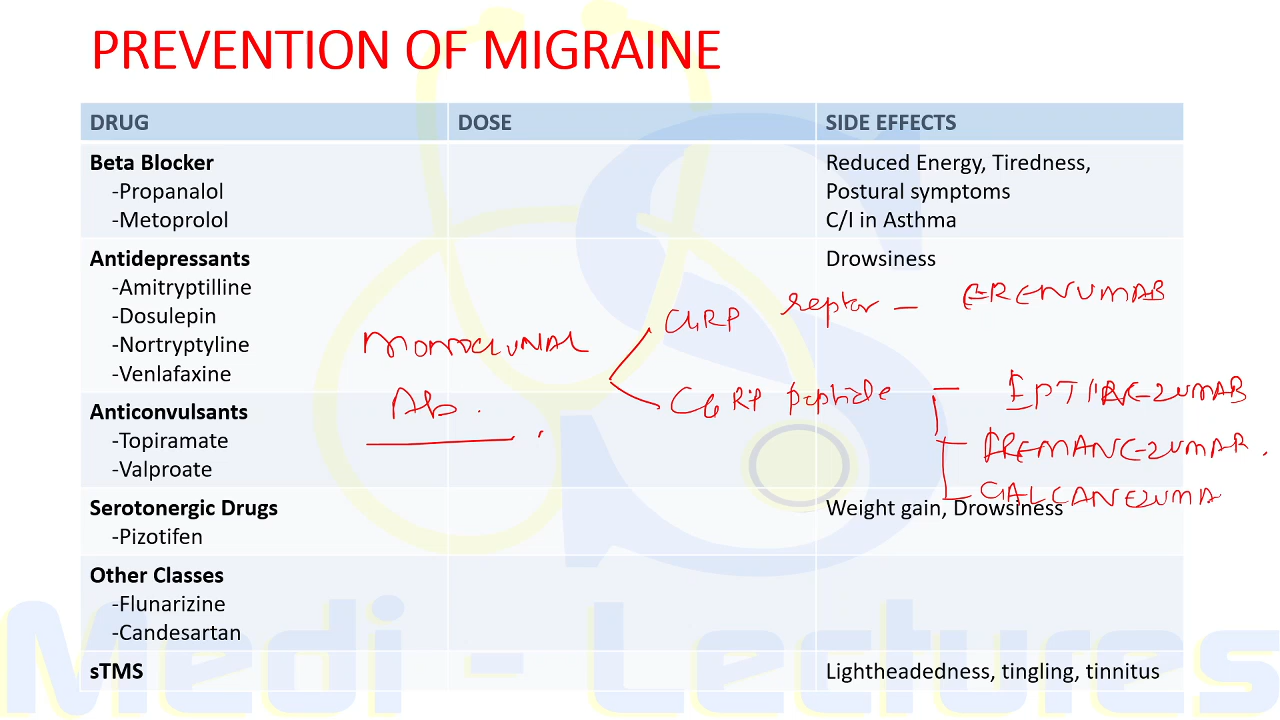 PREVENTION OF MIGRAINE
DRUG DOSE SIDE EFFECTS
Beta Blocker Reduced Energy, Tiredness,
-Propanalol Postural symptoms
-Metoprolol C/I in Asthma
Antidepressants Drowsiness
-Amitryptilline
-Dosulepin
-Nortryptyline
-Venlafaxine
MONOCLONAL
Ab.
CGRP reptor - ERENUMAB
CGRP peptide - EPTINEZUMAB
FREMANEZUMAB.
GALCANEZUMA
Anticonvulsants
-Topiramate
-Valproate
Serotonergic Drugs Weight gain, Drowsiness
-Pizotifen
Other Classes
-Flunarizine
-Candesartan
sTMS Lightheadedness, tingling, tinnitus
Medi - Lectures